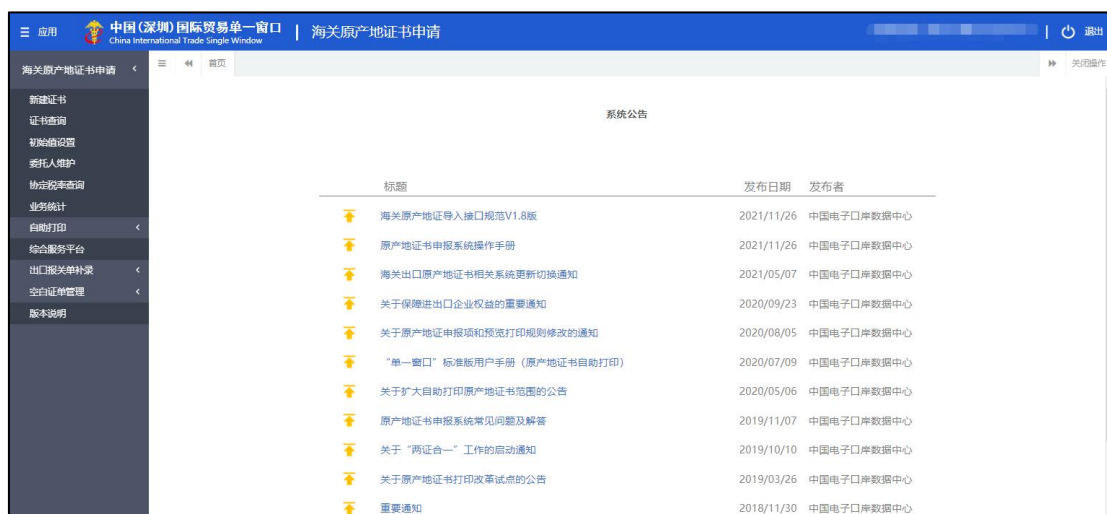 应用
中国(深圳)国际贸易单一窗口 | 海关原产地证书申请
China International Trade Single Window
退出
海关原产地证书申请
首页
关闭操作
新建证书
证书查询
初始值设置
委托人维护
协定税率查询
业务统计
自助打印
综合服务平台
出口报关单补录
空白证单管理
版本说明
系统公告
标题 发布日期 发布者
海关原产地证导入接口规范V1.8版 2021/11/26 中国电子口岸数据中心
原产地证书申报系统操作手册 2021/11/26 中国电子口岸数据中心
海关出口原产地证书相关系统更新切换通知 2021/05/07 中国电子口岸数据中心
关于保障进出口企业权益的重要通知 2020/09/23 中国电子口岸数据中心
关于原产地证申报项和预览打印规则修改的通知 2020/08/05 中国电子口岸数据中心
“单一窗口”标准版用户手册（原产地证书自助打印） 2020/07/09 中国电子口岸数据中心
关于扩大自助打印原产地证书范围的公告 2020/05/06 中国电子口岸数据中心
原产地证书申报系统常见问题及解答 2019/11/07 中国电子口岸数据中心
关于“两证合一”工作的启动通知 2019/10/10 中国电子口岸数据中心
关于原产地证书打印改革试点的公告 2019/03/26 中国电子口岸数据中心
重要通知 2018/11/30 中国电子口岸数据中心